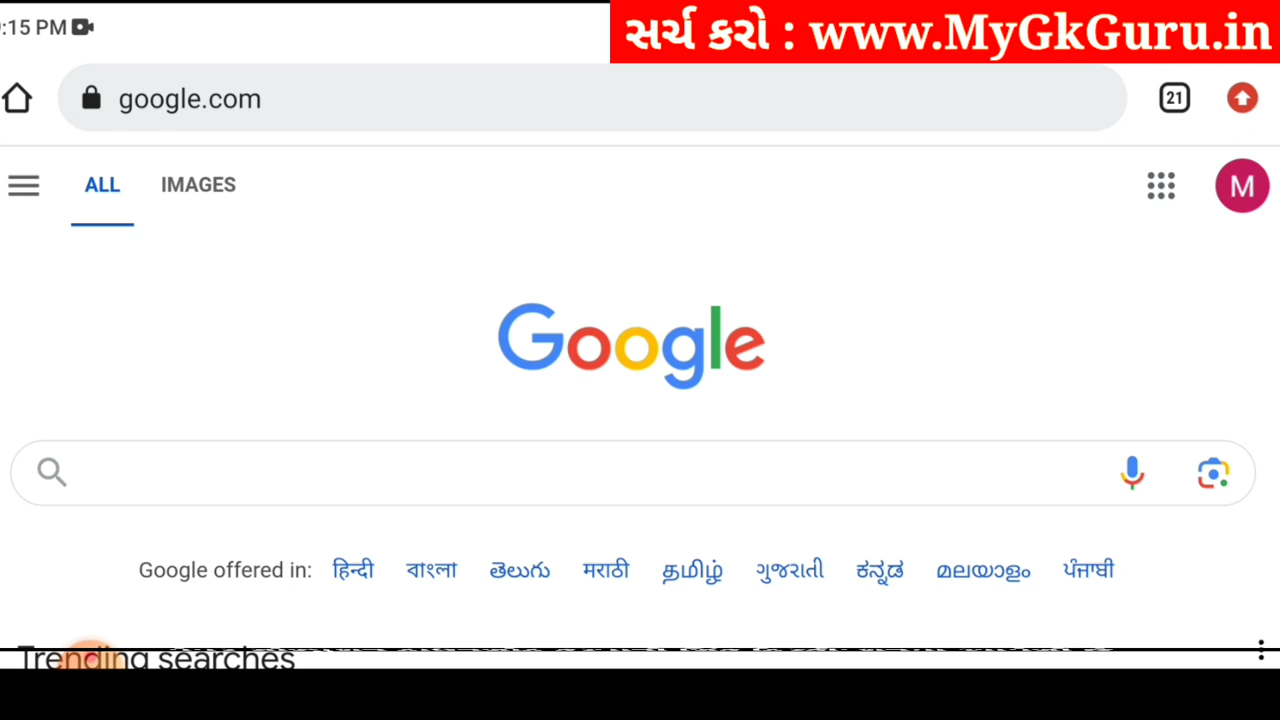 :15 PM
સર્ચ કરો : www.MyGkGuru.in
google.com
21
ALL IMAGES
M
Google
Google offered in: हिन्दी বাংলা తెలుగు मराठी தமிழ் ગુજરાતી ಕನ್ನಡ മലയാളം ਪੰਜਾਬੀ
Trending searches